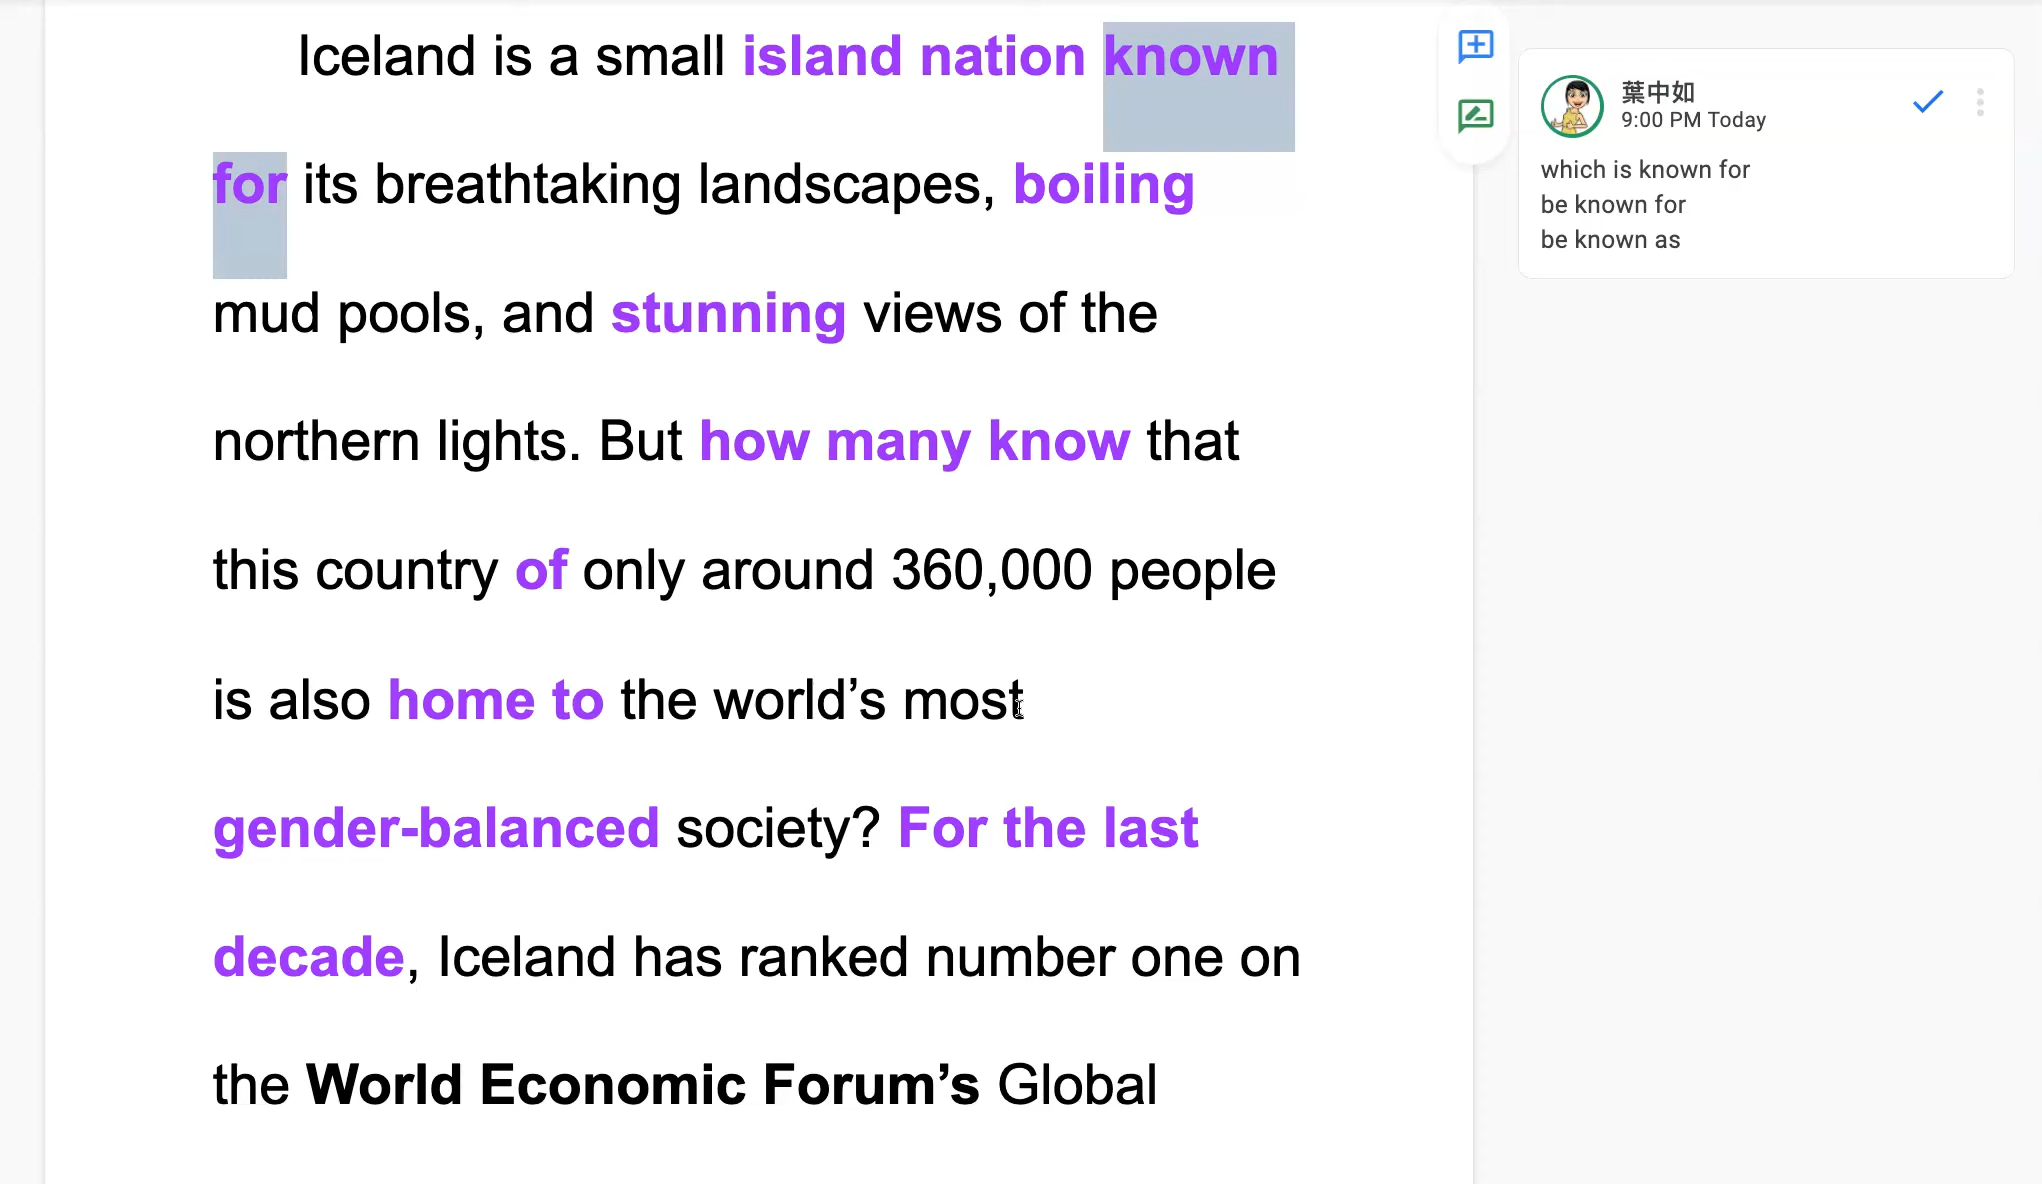 Iceland is a small island nation known
for its breathtaking landscapes, boiling
mud pools, and stunning views of the
northern lights. But how many know that
this country of only around 360,000 people
is also home to the world’s most
gender-balanced society? For the last
decade, Iceland has ranked number one on
the World Economic Forum’s Global
葉中如
9:00 PM Today
which is known for
be known for
be known as